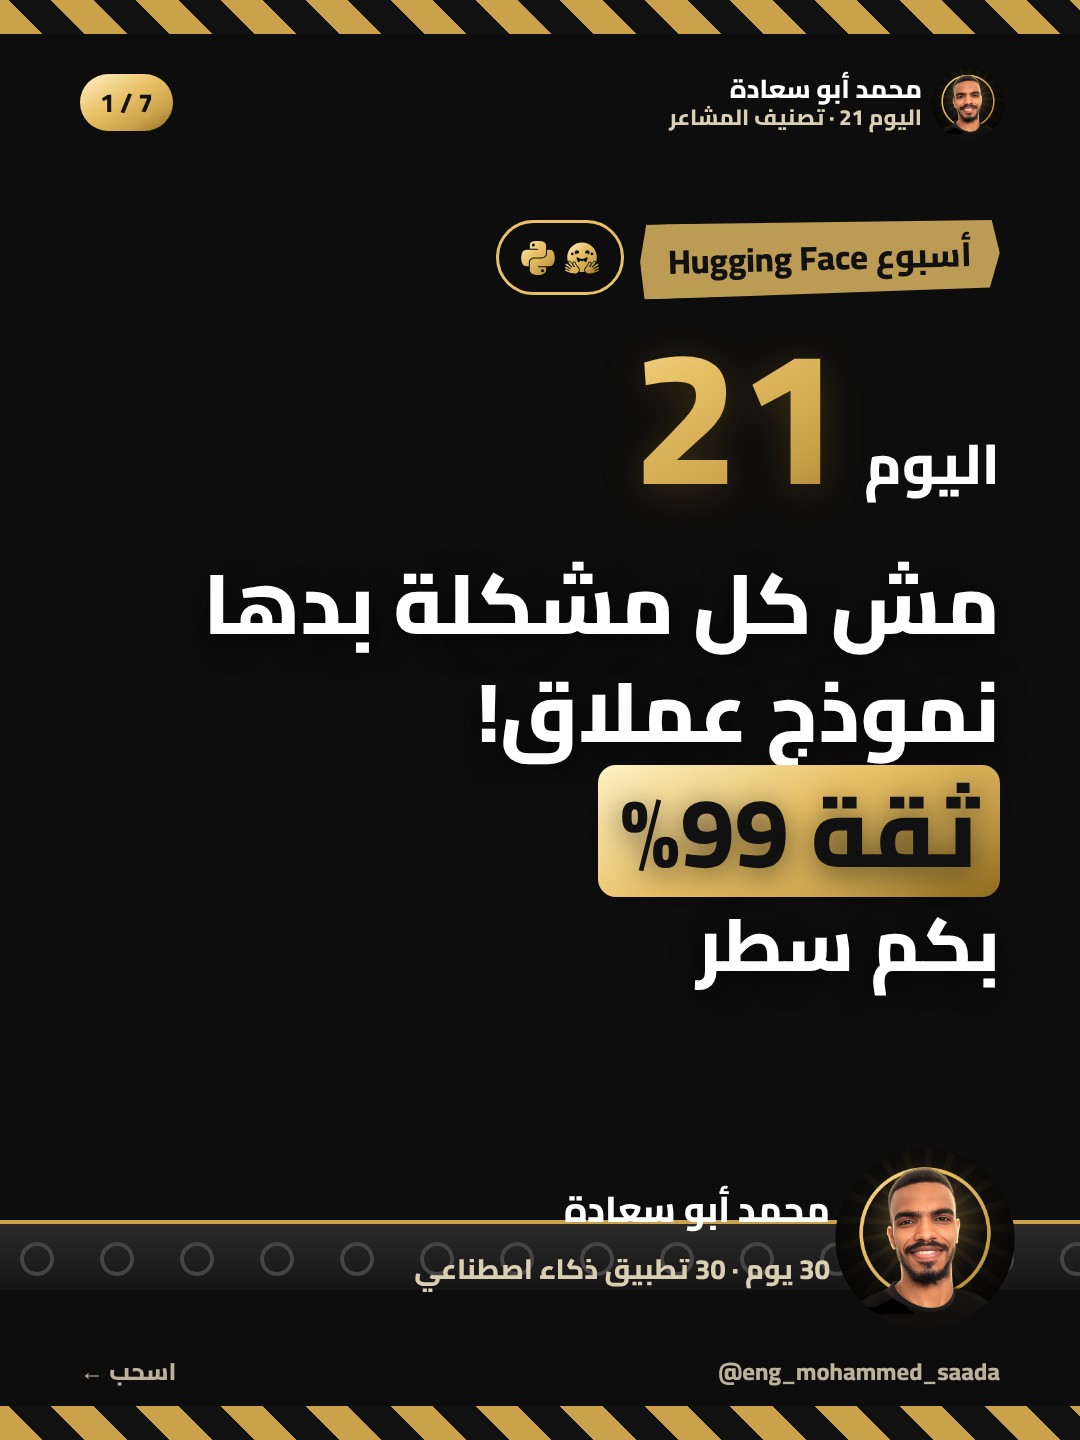 محمد أبو سعادة
اليوم 21 · تصنيف المشاعر
1 / 7
أسبوع Hugging Face
اليوم 21
مش كل مشكلة بدها
نموذج عملاق!
ثقة 99%
بكم سطر
محمد أبو سعادة
30 يوم · 30 تطبيق ذكاء اصطناعي
@eng_mohammed_saada
اسحب ←